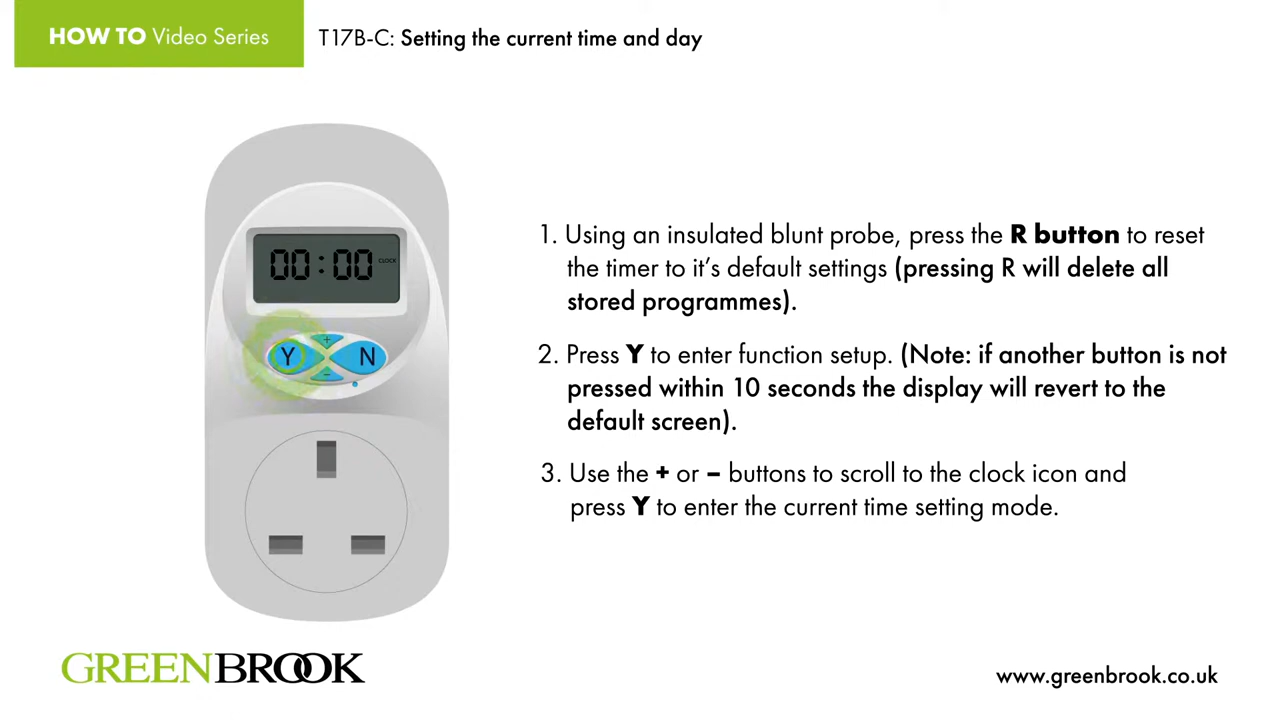 HOW TO Video Series
T17B-C: Setting the current time and day
00:00
CLOCK
Y
+
N
–
1. Using an insulated blunt probe, press the R button to reset
the timer to it's default settings (pressing R will delete all
stored programmes).
2. Press Y to enter function setup. (Note: if another button is not
pressed within 10 seconds the display will revert to the
default screen).
3. Use the + or – buttons to scroll to the clock icon and
press Y to enter the current time setting mode.
GREENBROOK
www.greenbrook.co.uk